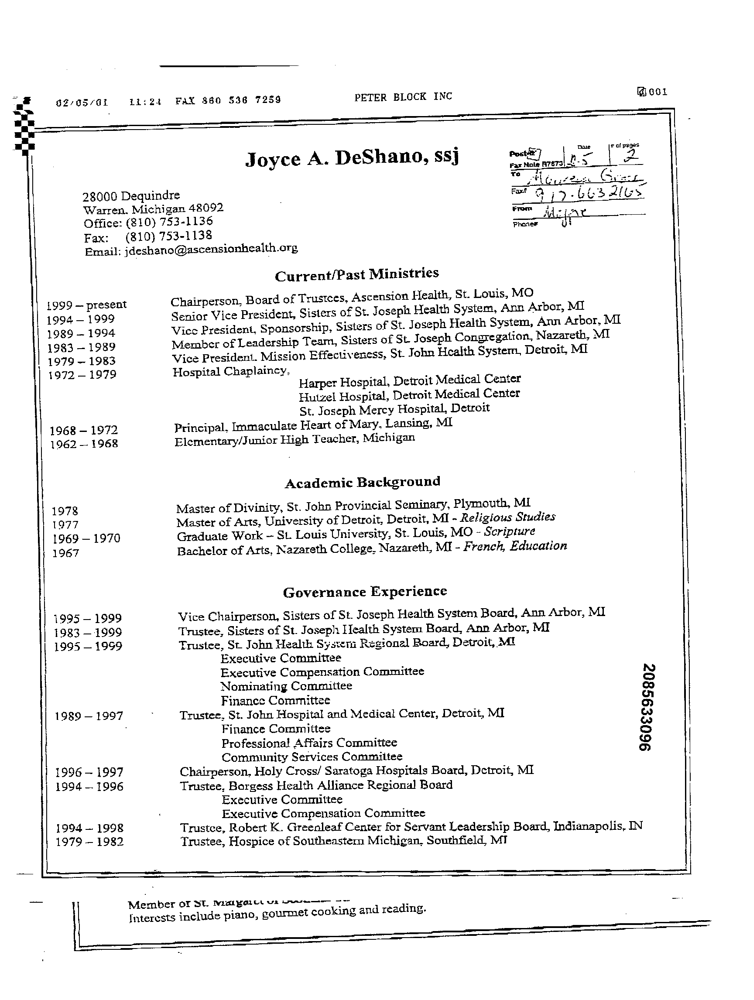 02/05/01 11:24 FAX 860 536 7259 PETER BLOCK INC 001
Joyce A. DeShano, ssj
Post-it Fax Note R7673 Date 2-5 # of pages 2
To
Fax# 917-663 2165
From
Phone#
28000 Dequindre
Warren, Michigan 48092
Office: (810) 753-1136
Fax: (810) 753-1138
Email: jdeshano@ascensionhealth.org
Current/Past Ministries
1999 – present Chairperson, Board of Trustees, Ascension Health, St. Louis, MO
1994 – 1999 Senior Vice President, Sisters of St. Joseph Health System, Ann Arbor, MI
1989 – 1994 Vice President, Sponsorship, Sisters of St. Joseph Health System, Ann Arbor, MI
1983 – 1989 Member of Leadership Team, Sisters of St. Joseph Congregation, Nazareth, MI
1979 – 1983 Vice President, Mission Effectiveness, St. John Health System, Detroit, MI
1972 – 1979 Hospital Chaplaincy,
Harper Hospital, Detroit Medical Center
Hutzel Hospital, Detroit Medical Center
St. Joseph Mercy Hospital, Detroit
1968 – 1972 Principal, Immaculate Heart of Mary, Lansing, MI
1962 – 1968 Elementary/Junior High Teacher, Michigan
Academic Background
1978 Master of Divinity, St. John Provincial Seminary, Plymouth, MI
1977 Master of Arts, University of Detroit, Detroit, MI - Religious Studies
1969 – 1970 Graduate Work – St. Louis University, St. Louis, MO - Scripture
1967 Bachelor of Arts, Nazareth College, Nazareth, MI - French, Education
Governance Experience
1995 – 1999 Vice Chairperson, Sisters of St. Joseph Health System Board, Ann Arbor, MI
1983 – 1999 Trustee, Sisters of St. Joseph Health System Board, Ann Arbor, MI
1995 – 1999 Trustee, St. John Health System Regional Board, Detroit, MI
Executive Committee
Executive Compensation Committee
Nominating Committee
Finance Committee
1989 – 1997 Trustee, St. John Hospital and Medical Center, Detroit, MI
Finance Committee
Professional Affairs Committee
Community Services Committee
1996 – 1997 Chairperson, Holy Cross/ Saratoga Hospitals Board, Detroit, MI
1994 – 1996 Trustee, Borgess Health Alliance Regional Board
Executive Committee
Executive Compensation Committee
1994 – 1998 Trustee, Robert K. Greenleaf Center for Servant Leadership Board, Indianapolis, IN
1979 – 1982 Trustee, Hospice of Southeastern Michigan, Southfield, MI
2085633096
Member of St.
Interests include piano, gourmet cooking and reading.